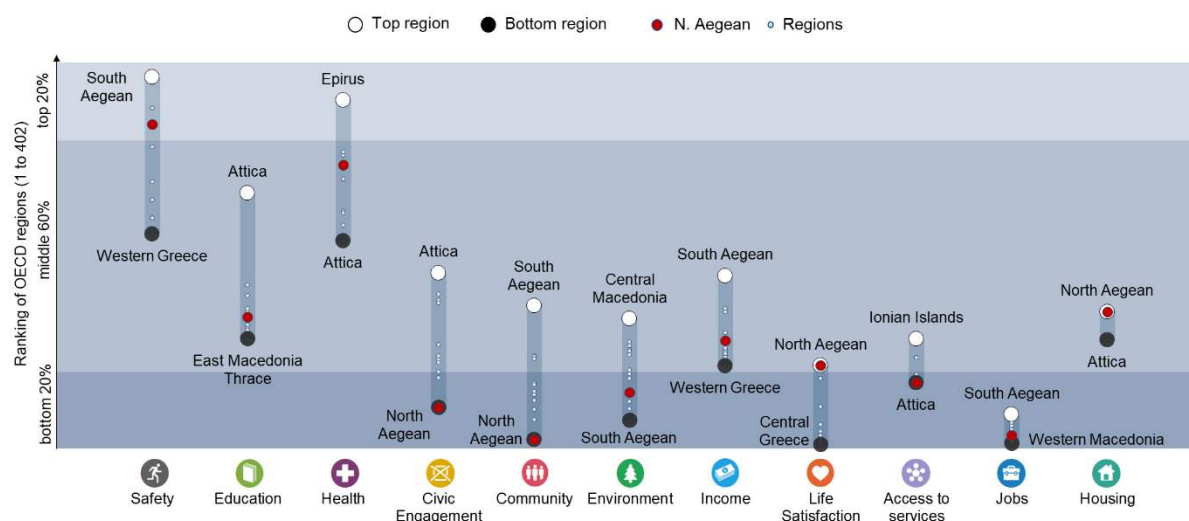 Top region
Bottom region
N. Aegean
Regions
Ranking of OECD regions (1 to 402)
top 20%
middle 60%
bottom 20%
South
Aegean
Western Greece
Attica
East Macedonia
Thrace
Epirus
Attica
Attica
North
Aegean
South
Aegean
North
Aegean
Central
Macedonia
South Aegean
South Aegean
Western Greece
North Aegean
Central
Greece
Ionian Islands
Attica
South Aegean
Western Macedonia
North Aegean
Attica
Safety
Education
Health
Civic
Engagement
Community
Environment
Income
Life
Satisfaction
Access to
services
Jobs
Housing